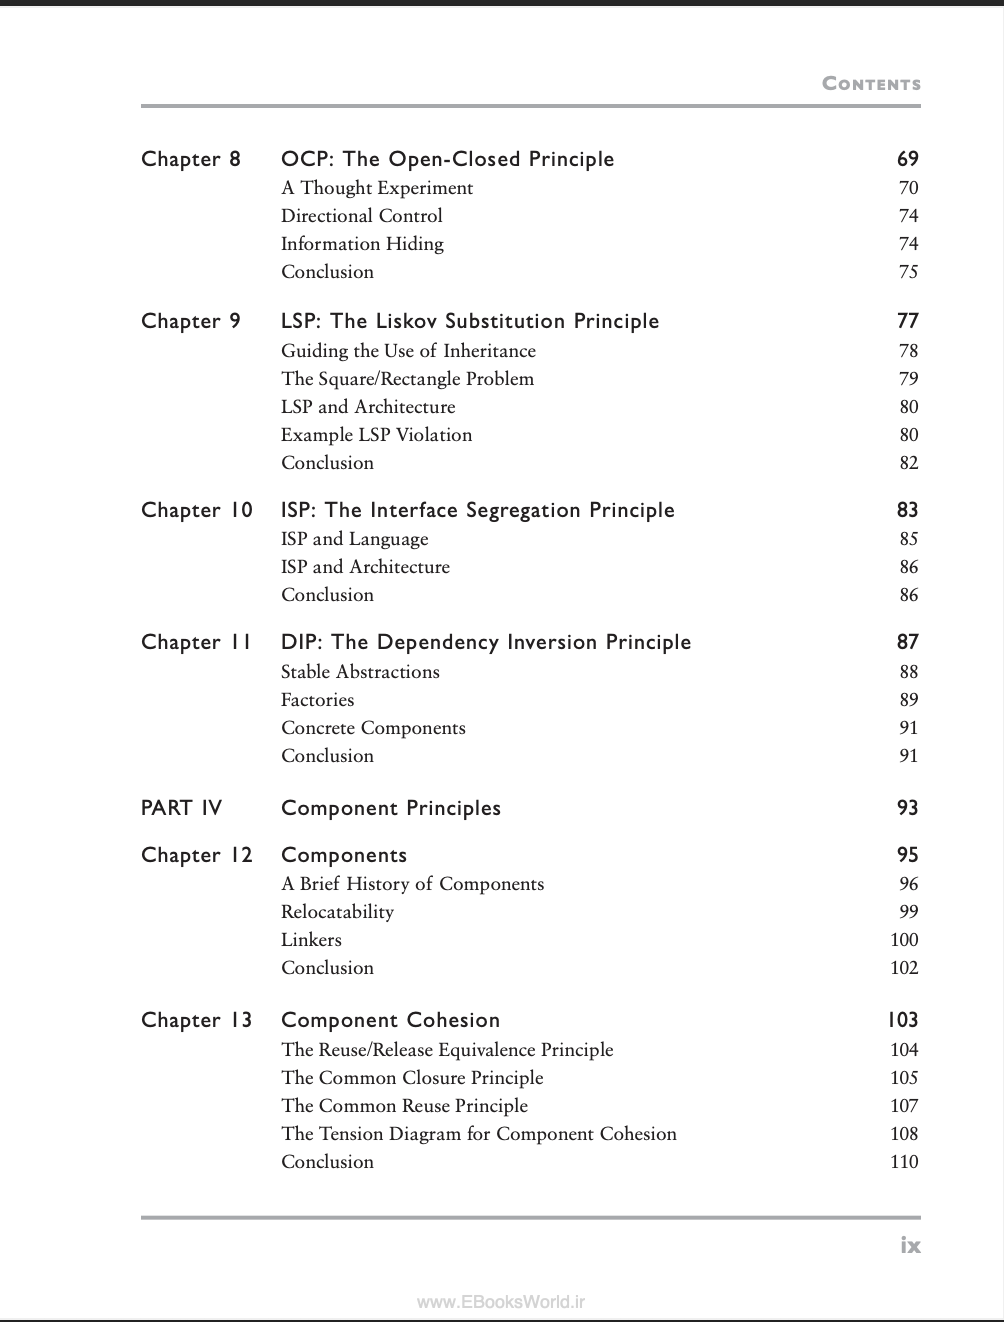 CONTENTS
Chapter 8 OCP: The Open-Closed Principle 69
A Thought Experiment 70
Directional Control 74
Information Hiding 74
Conclusion 75
Chapter 9 LSP: The Liskov Substitution Principle 77
Guiding the Use of Inheritance 78
The Square/Rectangle Problem 79
LSP and Architecture 80
Example LSP Violation 80
Conclusion 82
Chapter 10 ISP: The Interface Segregation Principle 83
ISP and Language 85
ISP and Architecture 86
Conclusion 86
Chapter 11 DIP: The Dependency Inversion Principle 87
Stable Abstractions 88
Factories 89
Concrete Components 91
Conclusion 91
PART IV Component Principles 93
Chapter 12 Components 95
A Brief History of Components 96
Relocatability 99
Linkers 100
Conclusion 102
Chapter 13 Component Cohesion 103
The Reuse/Release Equivalence Principle 104
The Common Closure Principle 105
The Common Reuse Principle 107
The Tension Diagram for Component Cohesion 108
Conclusion 110
ix
www.EBooksWorld.ir